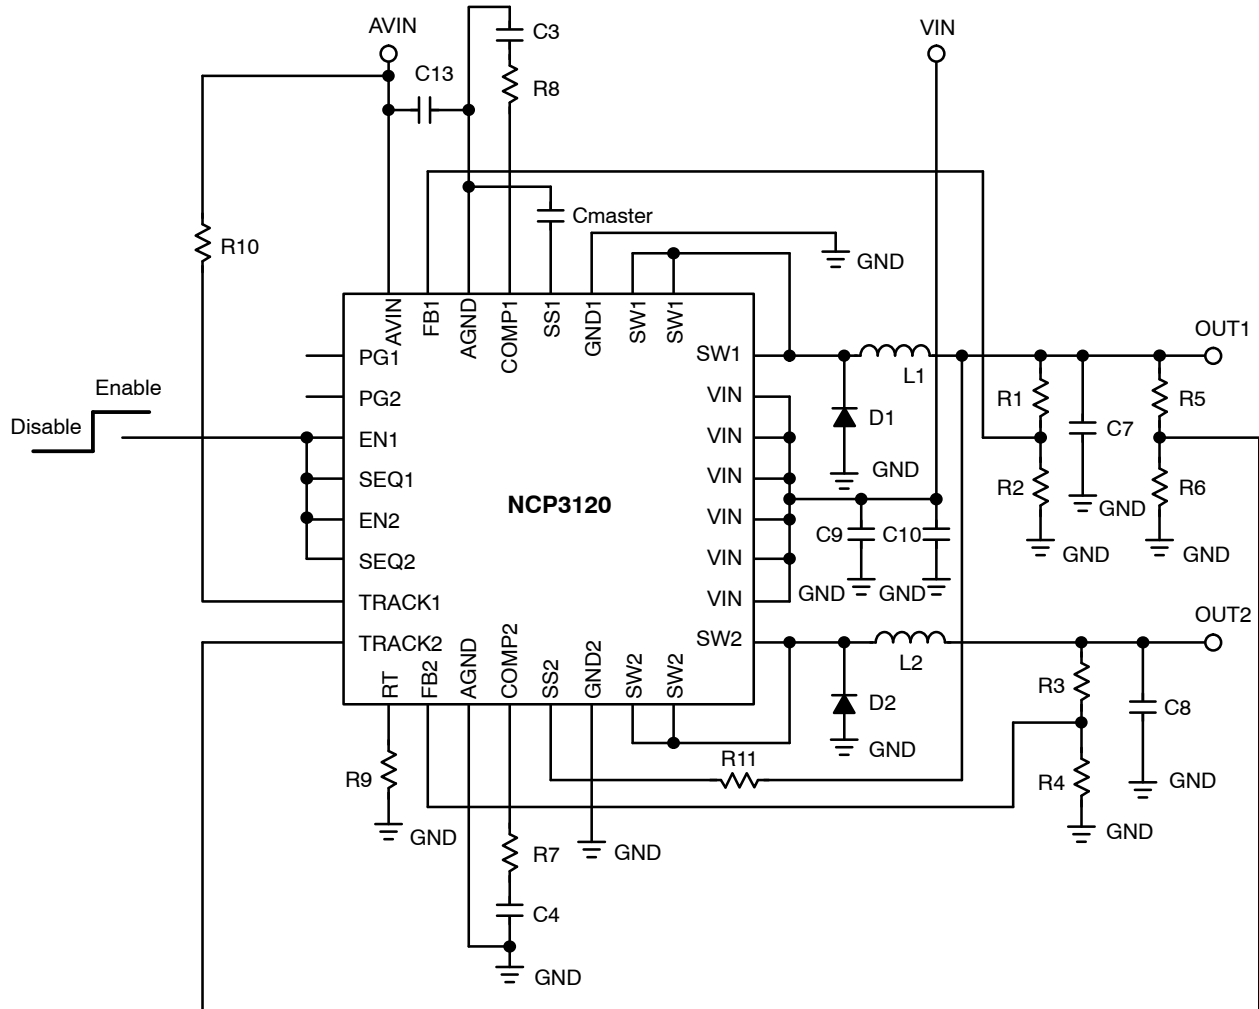 AVIN
C3
VIN
C13
R8
Cmaster
R10
GND
AVIN
FB1
AGND
COMP1
SS1
GND1
SW1
SW1
OUT1
PG1
SW1
L1
Enable
PG2
VIN
R1
R5
Disable
EN1
VIN
D1
C7
SEQ1
VIN
GND
R2
R6
NCP3120
GND
EN2
VIN
C9
C10
SEQ2
VIN
GND
GND
TRACK1
VIN
GND
GND
OUT2
TRACK2
SW2
L2
RT
FB2
AGND
COMP2
SS2
GND2
SW2
SW2
R3
D2
C8
GND
R11
R9
R4
GND
GND
GND
R7
GND
C4
GND